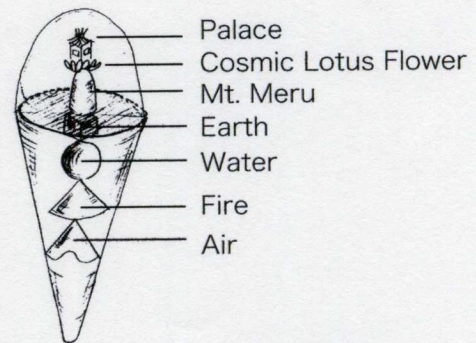 Palace
Cosmic Lotus Flower
Mt. Meru
Earth
Water
Fire
Air